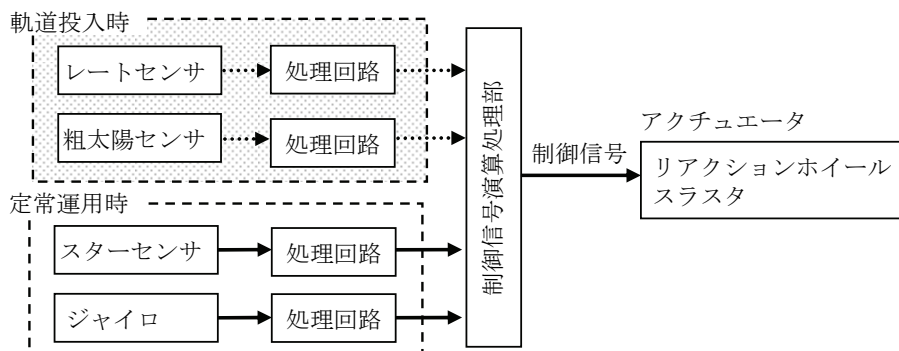 軌道投入時
レートセンサ
処理回路
粗太陽センサ
処理回路
定常運用時
スターセンサ
処理回路
ジャイロ
処理回路
制御信号演算処理部
制御信号
アクチュエータ
リアクションホイール
スラスタ